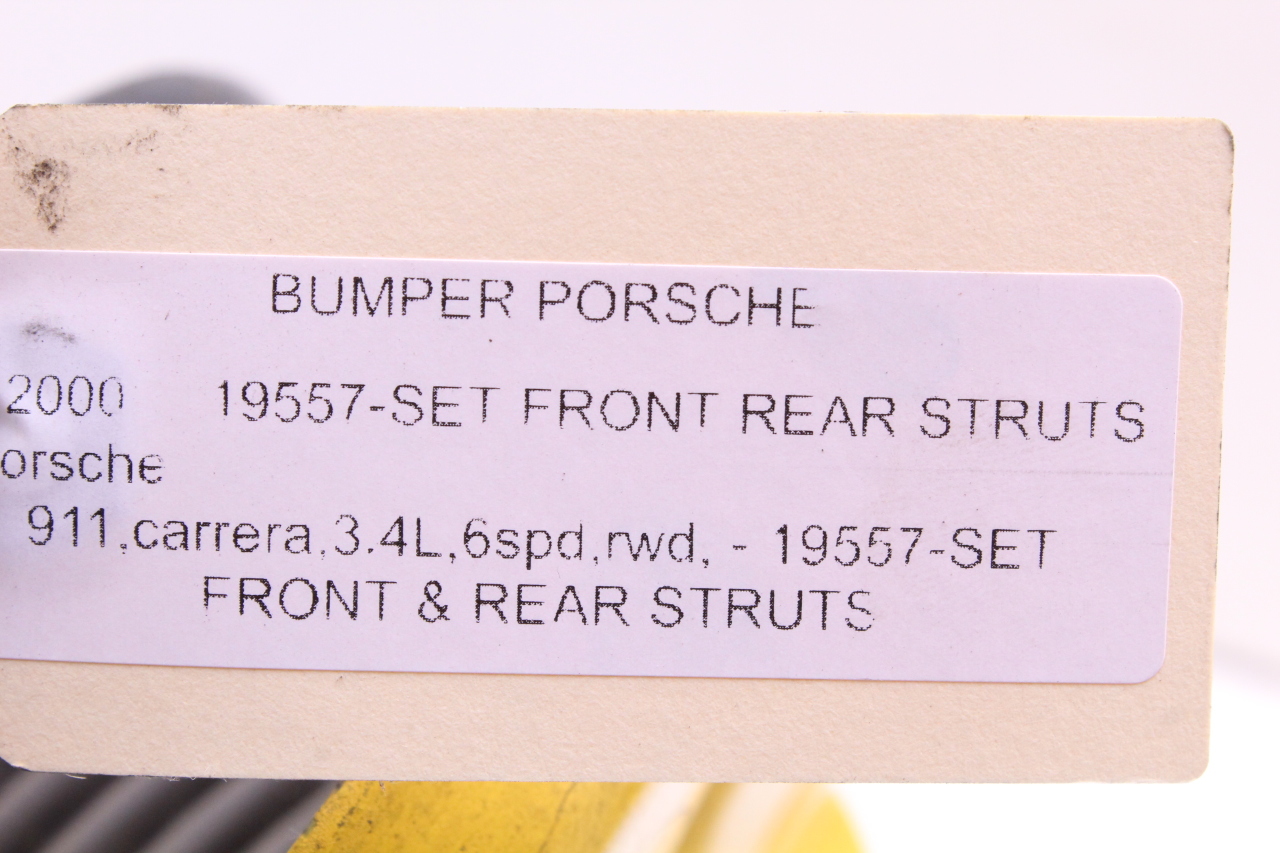 BUMPER PORSCHE
2000 19557-SET FRONT REAR STRUTS
orsche
911,carrera,3.4L,6spd,rwd, - 19557-SET
FRONT & REAR STRUTS